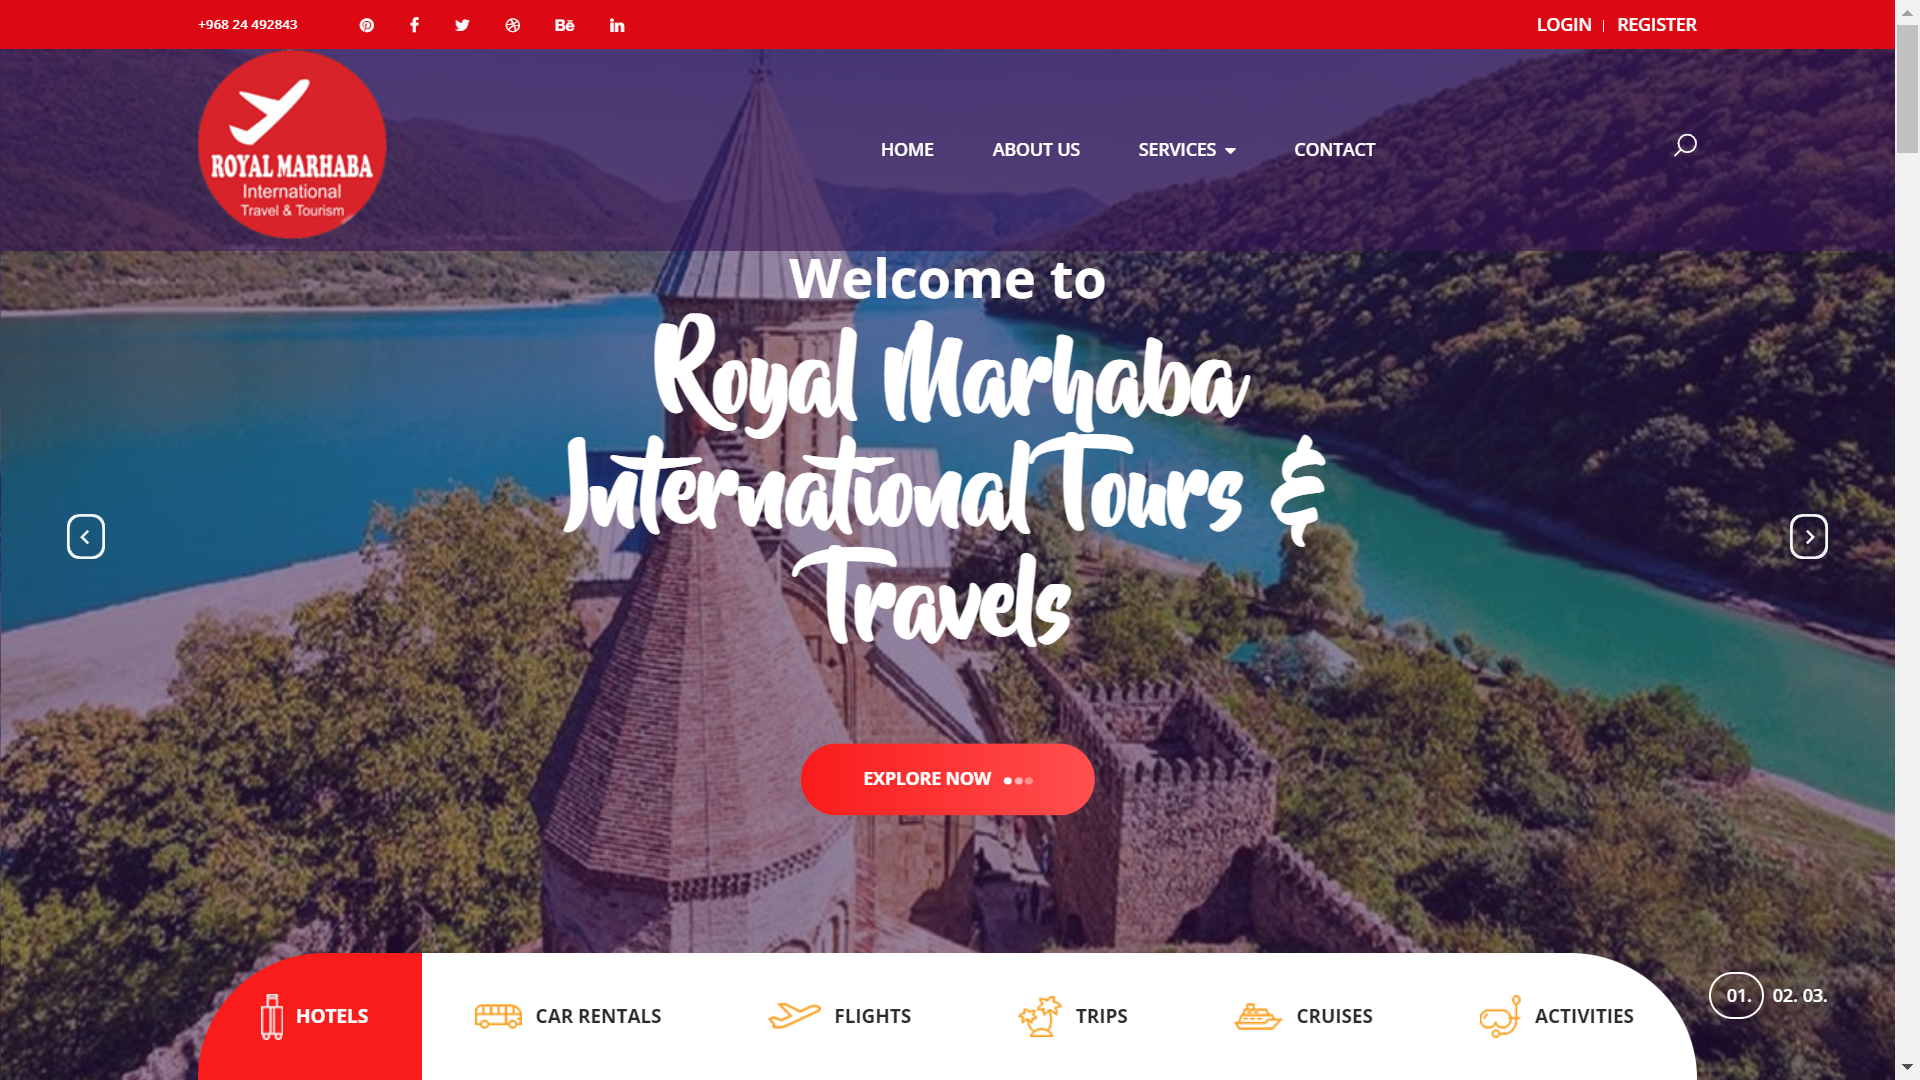 +968 24 492843
LOGIN
REGISTER
ROYAL MARHABA
International
Travel & Tourism
HOME
ABOUT US
SERVICES
CONTACT
Welcome to
Royal Marhaba
International Tours &
Travels
EXPLORE NOW
HOTELS
CAR RENTALS
FLIGHTS
TRIPS
CRUISES
ACTIVITIES
01. 02. 03.